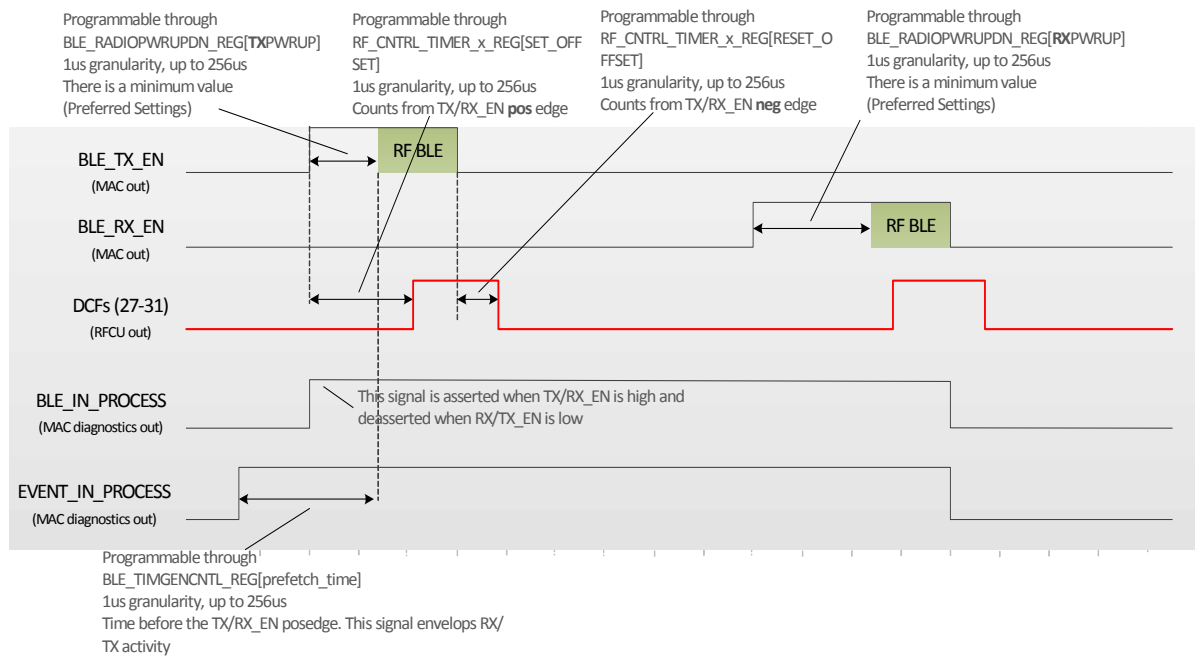 Programmable through
BLE_RADIOPWRUPDN_REG[TXPWRUP]
1us granularity, up to 256us
There is a minimum value
(Preferred Settings)
Programmable through
RF_CNTRL_TIMER_x_REG[SET_OFF
SET]
1us granularity, up to 256us
Counts from TX/RX_EN pos edge
Programmable through
RF_CNTRL_TIMER_x_REG[RESET_O
FFSET]
1us granularity, up to 256us
Counts from TX/RX_EN neg edge
Programmable through
BLE_RADIOPWRUPDN_REG[RXPWRUP]
1us granularity, up to 256us
There is a minimum value
(Preferred Settings)
BLE_TX_EN
(MAC out)
RF BLE
BLE_RX_EN
(MAC out)
RF BLE
DCFs (27-31)
(RFCU out)
BLE_IN_PROCESS
(MAC diagnostics out)
This signal is asserted when TX/RX_EN is high and
deasserted when RX/TX_EN is low
EVENT_IN_PROCESS
(MAC diagnostics out)
Programmable through
BLE_TIMGENCNTL_REG[prefetch_time]
1us granularity, up to 256us
Time before the TX/RX_EN posedge. This signal envelops RX/
TX activity